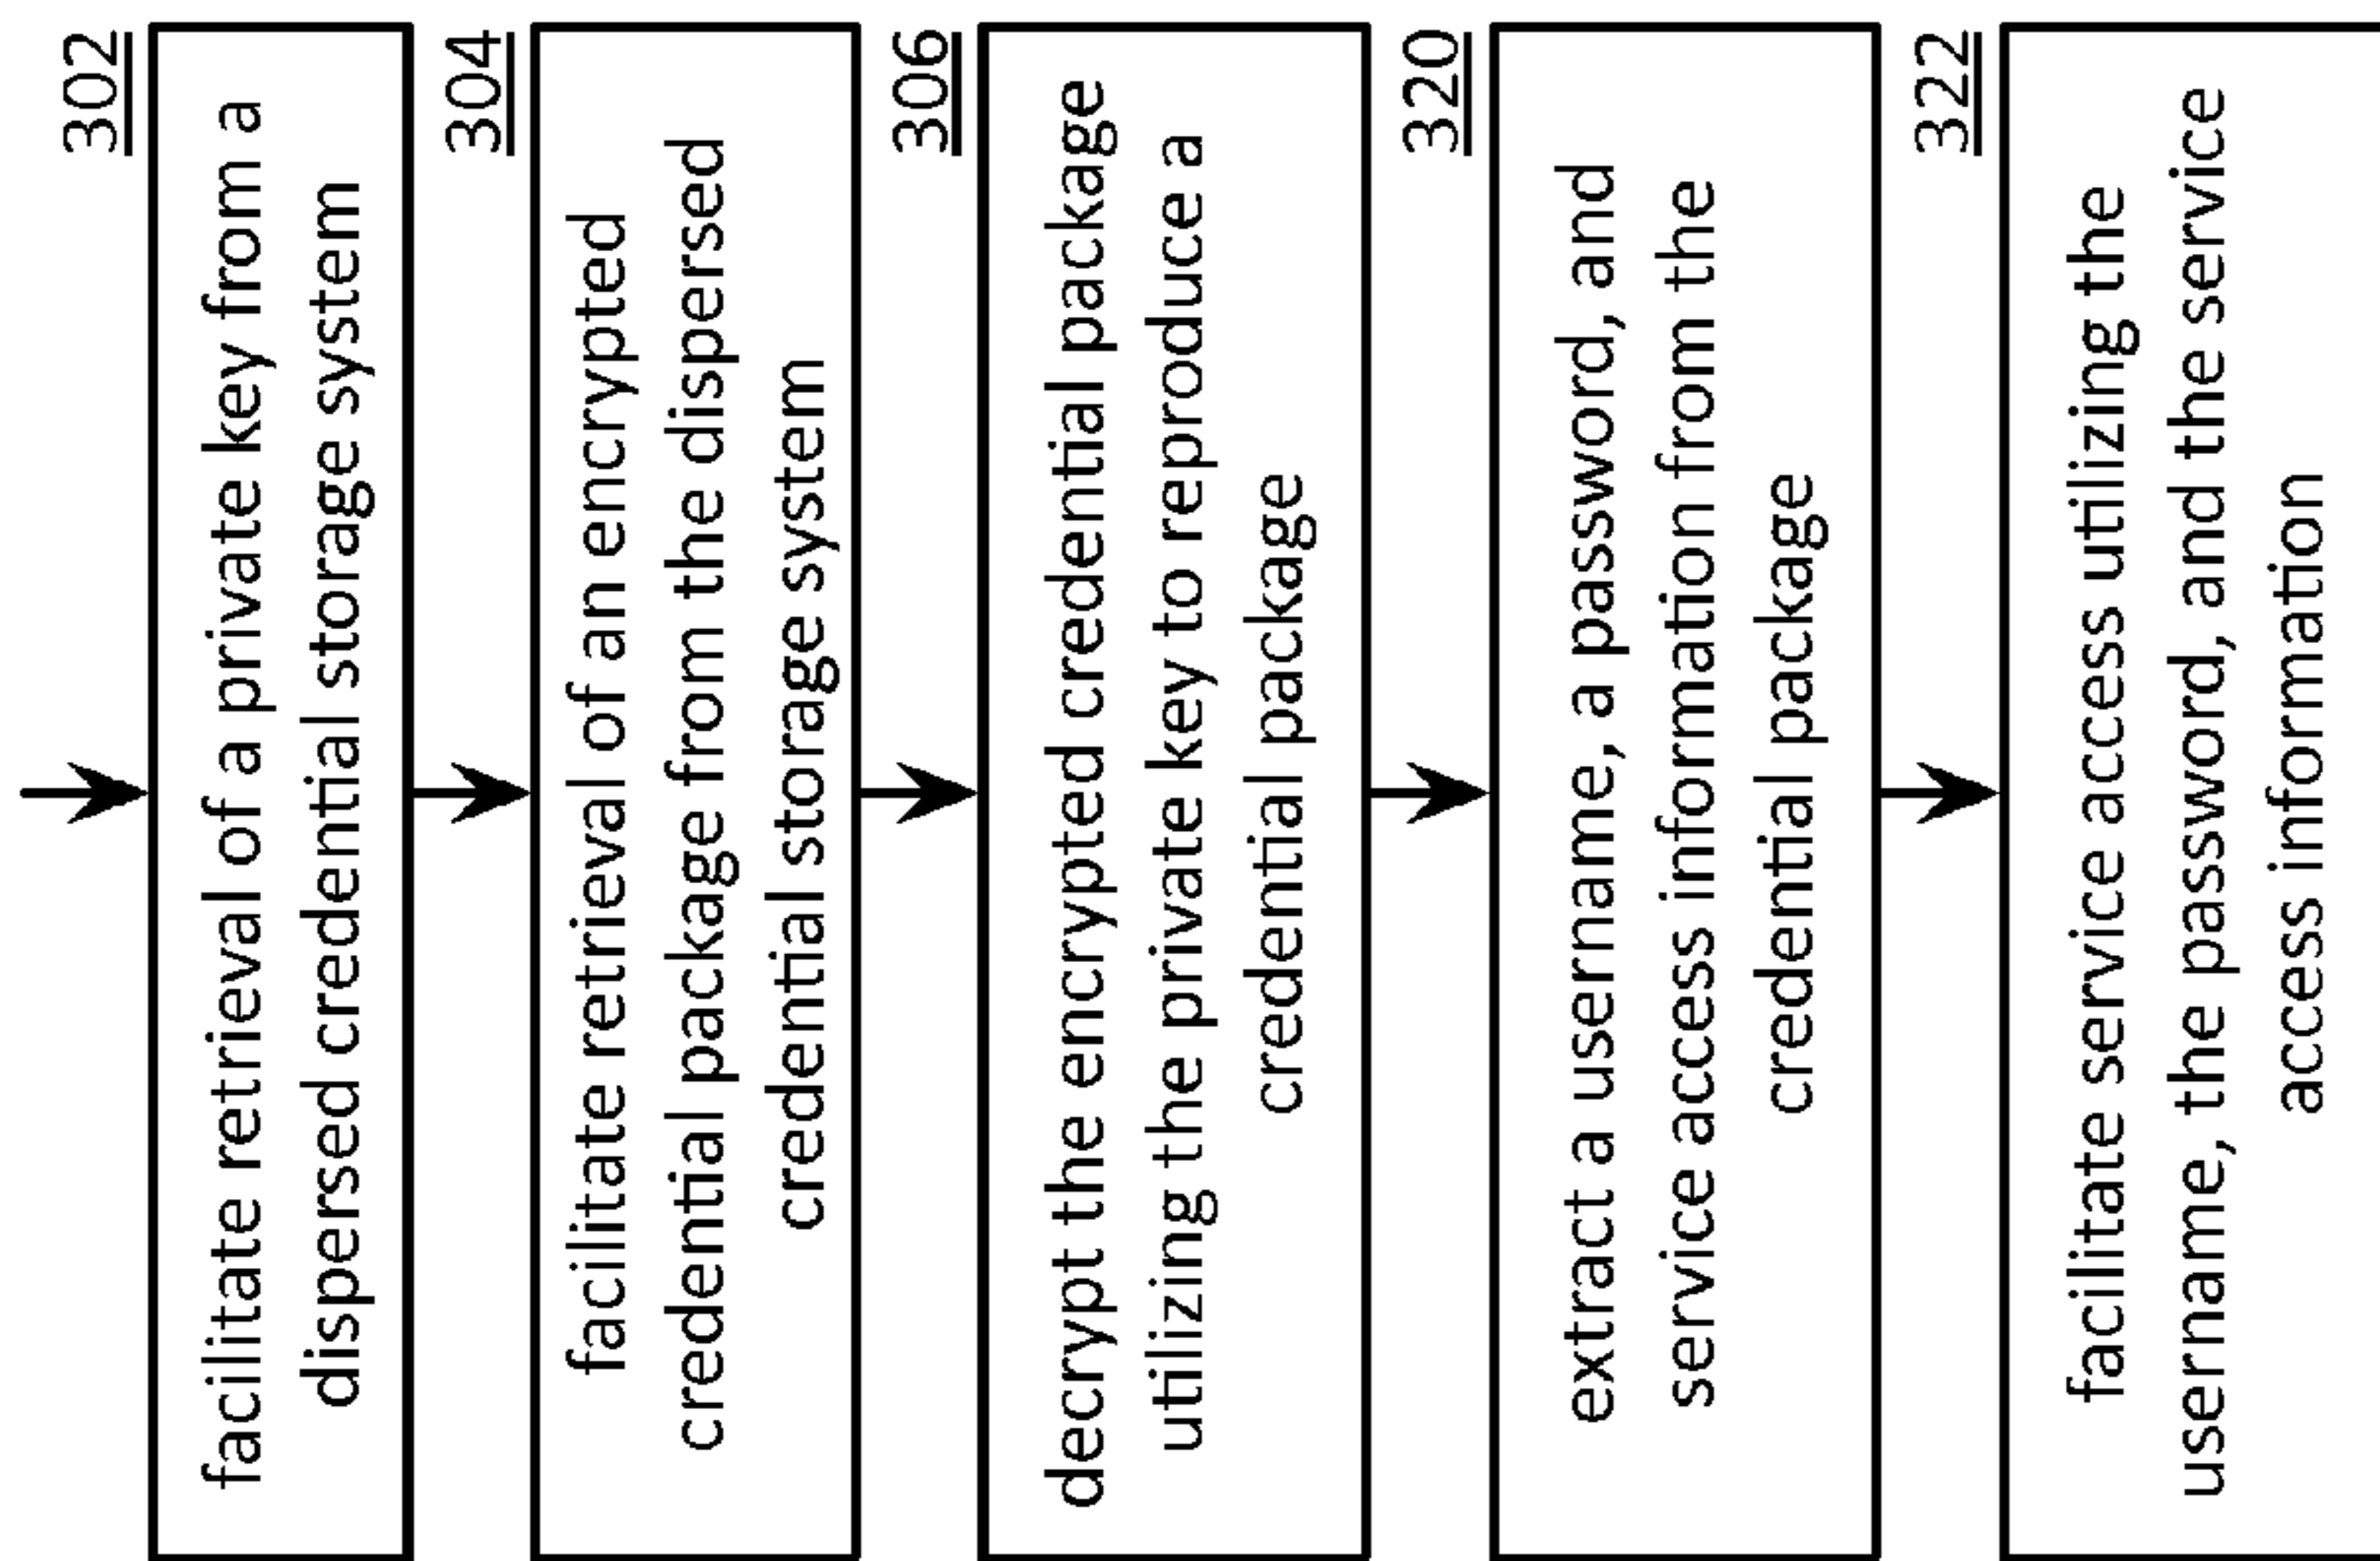 302
facilitate retrieval of a private key from a
dispersed credential storage system
304
facilitate retrieval of an encrypted
credential package from the dispersed
credential storage system
306
decrypt the encrypted credential package
utilizing the private key to reproduce a
credential package
320
extract a username, a password, and
service access information from the
credential package
322
facilitate service access utilizing the
username, the password, and the service
access information